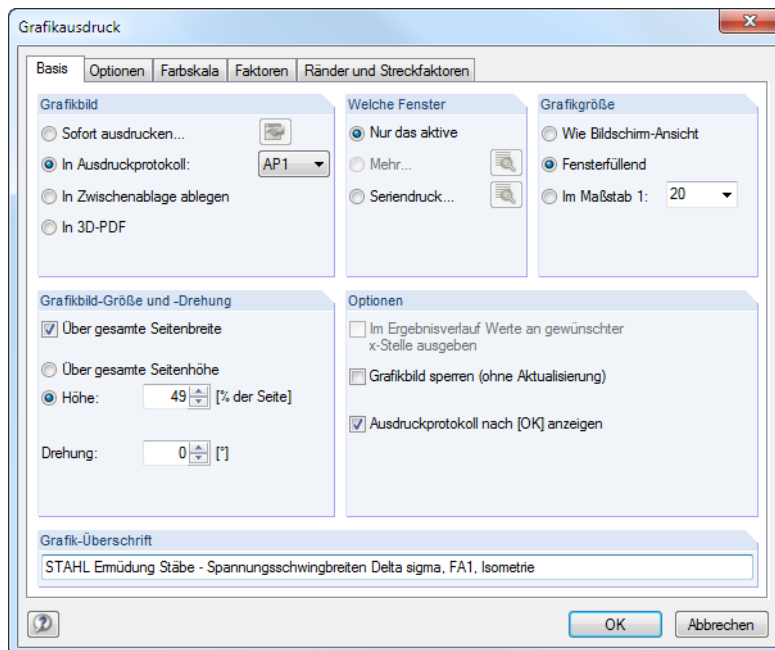 Grafikausdruck
Basis
Optionen
Farbskala
Faktoren
Ränder und Streckfaktoren
Grafikbild
Sofort ausdrucken...
In Ausdruckprotokoll:
AP1
In Zwischenablage ablegen
In 3D-PDF
Welche Fenster
Nur das aktive
Mehr...
Seriendruck...
Grafikgröße
Wie Bildschirm-Ansicht
Fensterfüllend
Im Maßstab 1:
20
Grafikbild-Größe und -Drehung
Über gesamte Seitenbreite
Über gesamte Seitenhöhe
Höhe:
49
[% der Seite]
Drehung:
0
[°]
Optionen
Im Ergebnisverlauf Werte an gewünschter
x-Stelle ausgeben
Grafikbild sperren (ohne Aktualisierung)
Ausdruckprotokoll nach [OK] anzeigen
Grafik-Überschrift
STAHL Ermüdung Stäbe - Spannungsschwingbreiten Delta sigma, FA1, Isometrie
OK
Abbrechen